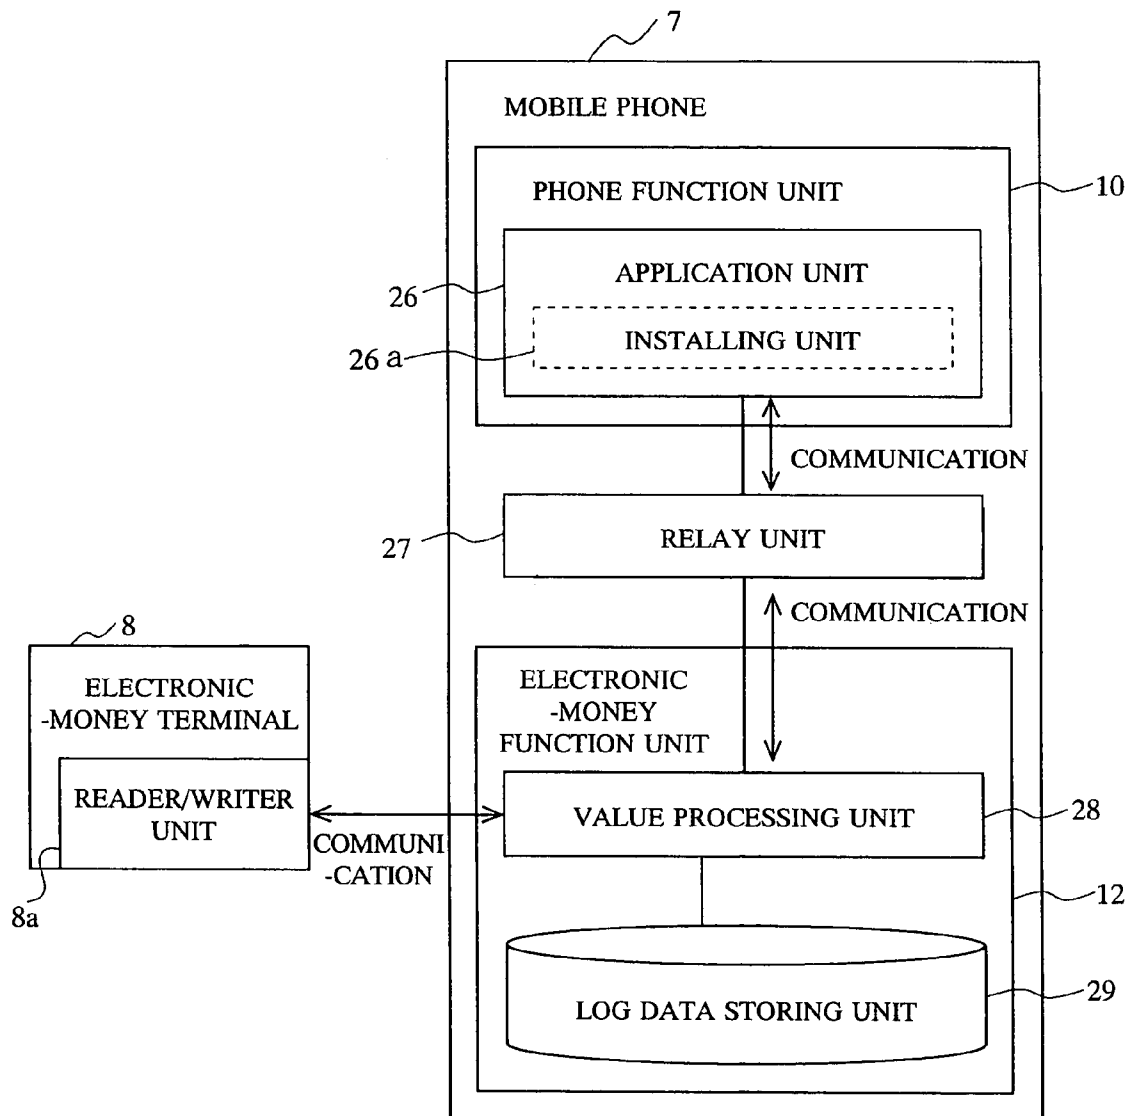 7
MOBILE PHONE
PHONE FUNCTION UNIT
10
APPLICATION UNIT
26
INSTALLING UNIT
26a
COMMUNICATION
RELAY UNIT
27
COMMUNICATION
8
ELECTRONIC
-MONEY TERMINAL
READER/WRITER
UNIT
8a
COMMUNI
-CATION
ELECTRONIC
-MONEY
FUNCTION UNIT
VALUE PROCESSING UNIT
28
12
LOG DATA STORING UNIT
29